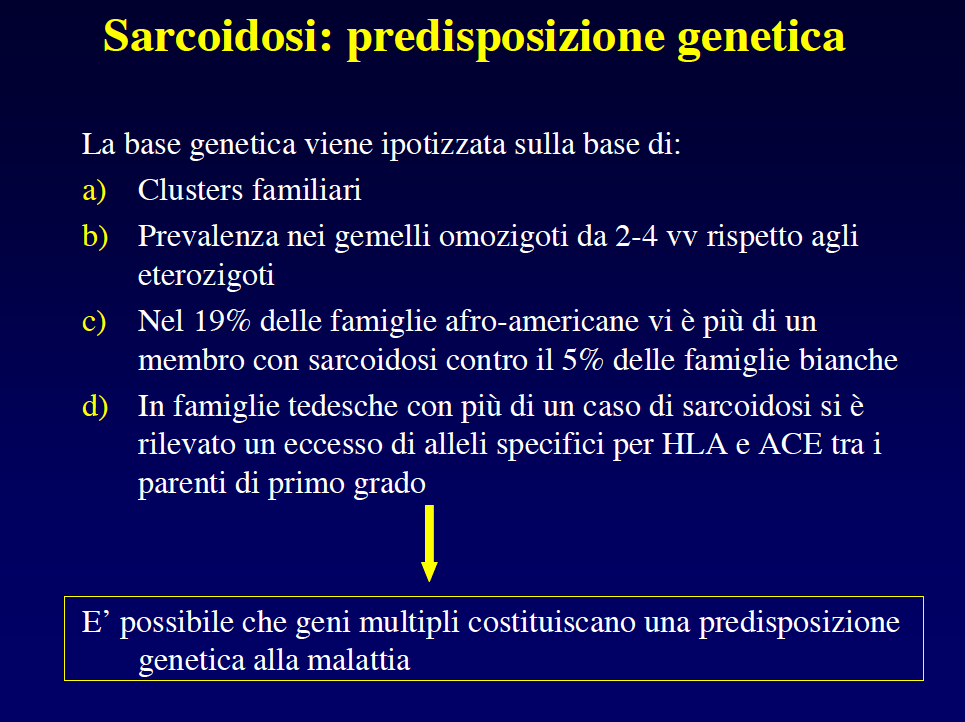 Sarcoidosi: predisposizione genetica
La base genetica viene ipotizzata sulla base di:
a) Clusters familiari
b) Prevalenza nei gemelli omozigoti da 2-4 vv rispetto agli
eterozigoti
c) Nel 19% delle famiglie afro-americane vi è più di un
membro con sarcoidosi contro il 5% delle famiglie bianche
d) In famiglie tedesche con più di un caso di sarcoidosi si è
rilevato un eccesso di alleli specifici per HLA e ACE tra i
parenti di primo grado
E’ possibile che geni multipli costituiscano una predisposizione
genetica alla malattia